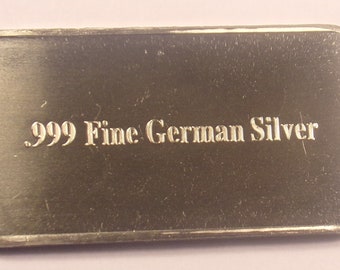 .999 Fine German Silver